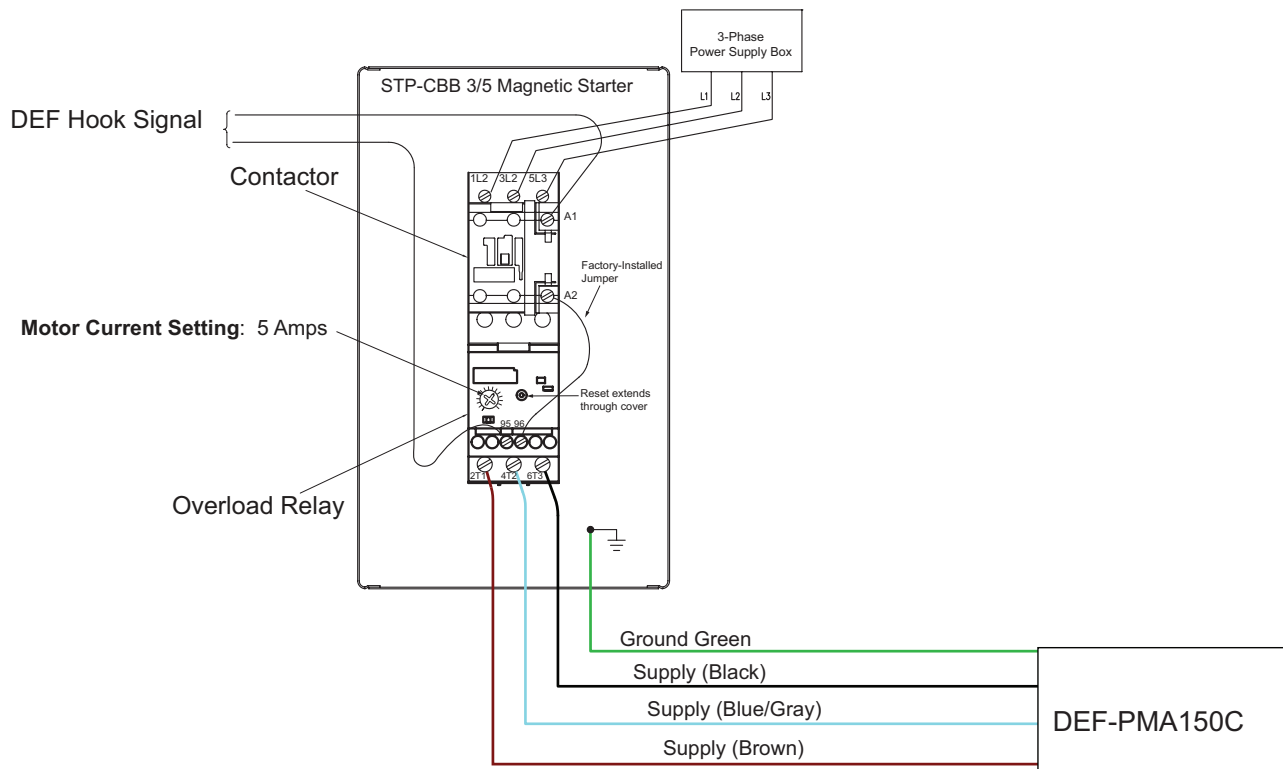 3-Phase
Power Supply Box
STP-CBB 3/5 Magnetic Starter
L1 L2 L3
DEF Hook Signal
Contactor
1L2 3L2 5L3
A1
Factory-Installed
Jumper
A2
Motor Current Setting: 5 Amps
Reset extends
through cover
95 96
2T1 4T2 6T3
Overload Relay
Ground Green
Supply (Black)
Supply (Blue/Gray)
Supply (Brown)
DEF-PMA150C